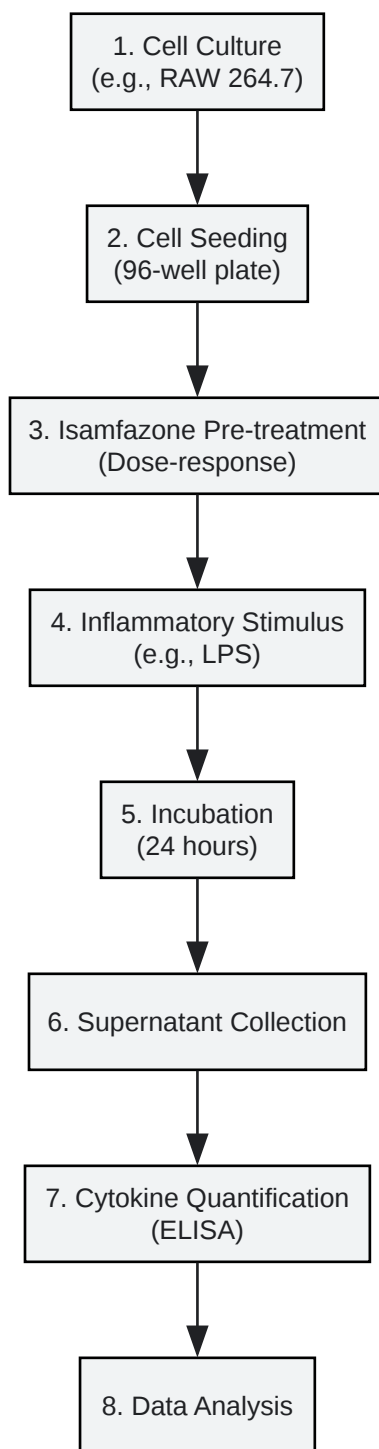 1. Cell Culture
(e.g., RAW 264.7)
2. Cell Seeding
(96-well plate)
3. Isamfazone Pre-treatment
(Dose-response)
4. Inflammatory Stimulus
(e.g., LPS)
5. Incubation
(24 hours)
6. Supernatant Collection
7. Cytokine Quantification
(ELISA)
8. Data Analysis